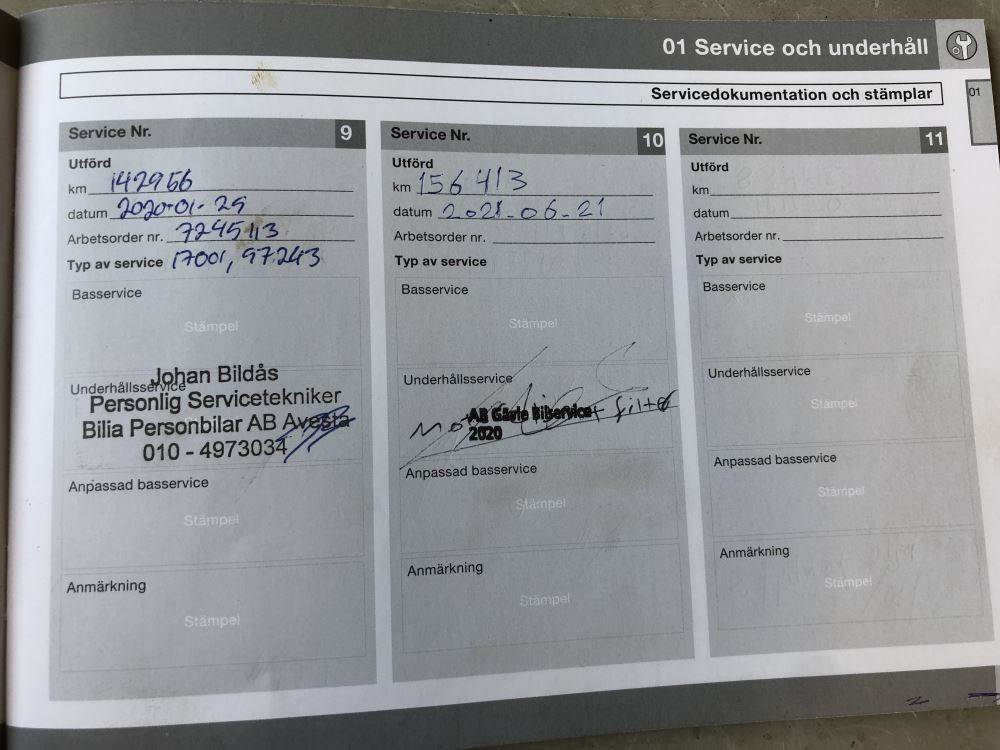 01 Service och underhåll
01
Servicedokumentation och stämplar
Service Nr. 9
Utförd
km 142956
datum 2020-01-29
Arbetsorder nr. 7295113
Typ av service 17001, 97243
Basservice
Stämpel
Underhållsservice
Johan Bildås
Personlig Servicetekniker
Bilia Personbilar AB Avesta
010 - 4973034
Anpassad basservice
Stämpel
Anmärkning
Stämpel
Service Nr. 10
Utförd
km 156413
datum 2021-06-21
Arbetsorder nr.
Typ av service
Basservice
Stämpel
Underhållsservice
AB Gävle Bilservice
2020
Anpassad basservice
Stämpel
Anmärkning
Stämpel
Service Nr. 11
Utförd
km
datum
Arbetsorder nr.
Typ av service
Basservice
Stämpel
Underhållsservice
Stämpel
Anpassad basservice
Stämpel
Anmärkning
Stämpel